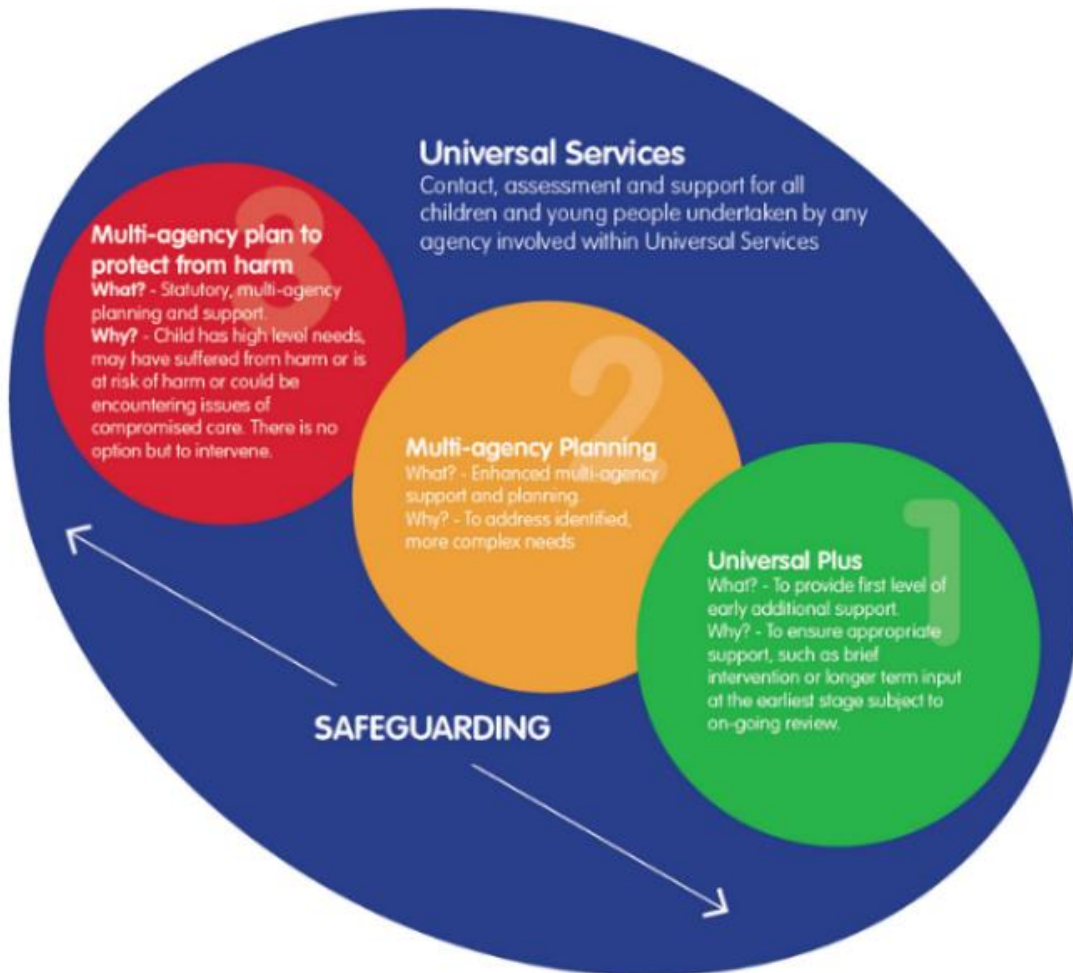 Universal Services
Contact, assessment and support for all
children and young people undertaken by any
agency involved within Universal Services
3
Multi-agency plan to
protect from harm
What? - Statutory, multi-agency
planning and support.
Why? - Child has high level needs,
may have suffered from harm or is
at risk of harm or could be
encountering issues of
compromised care. There is no
option but to intervene.
2
Multi-agency Planning
What? - Enhanced multi-agency
support and planning
Why? - To address identified,
more complex needs
1
Universal Plus
What? - To provide first level of
early additional support.
Why? - To ensure appropriate
support, such as brief
intervention or longer term input
at the earliest stage subject to
on-going review.
SAFEGUARDING